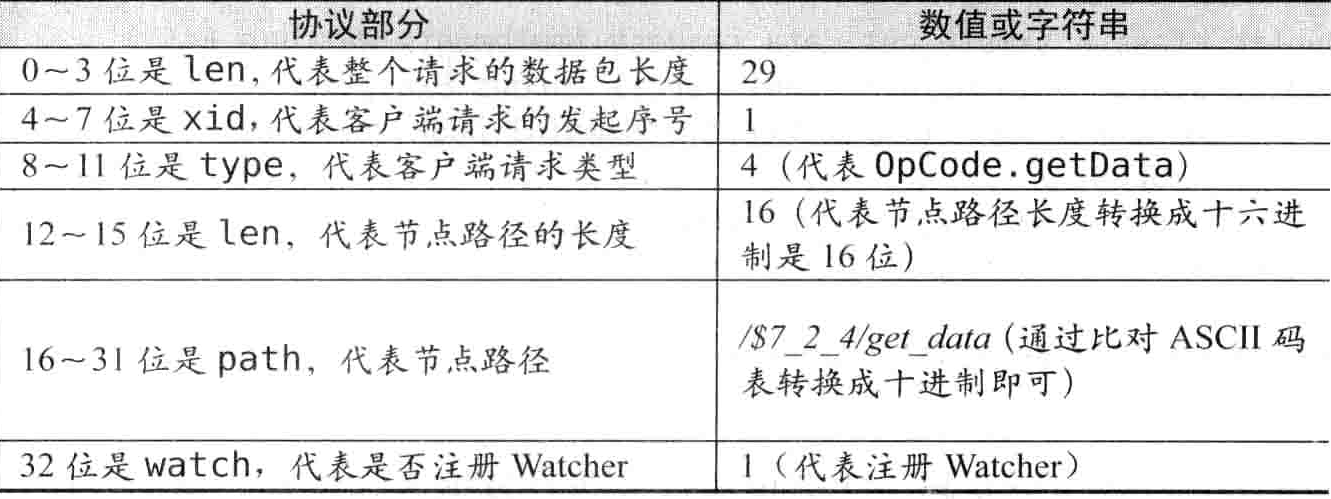 协议部分 数值或字符串
0~3 位是 len,代表整个请求的数据包长度 29
4~7 位是 xid,代表客户端请求的发起序号 1
8~11 位是 type, 代表客户端请求类型 4 (代表 OpCode.getData)
12~15 位是 len, 代表节点路径的长度
16 (代表节点路径长度转换成十六进
制是 16 位)
16~31 位是 path, 代表节点路径
/$7_2_4/get_data (通过比对 ASCII 码
表转换成十进制即可)
32 位是 watch, 代表是否注册 Watcher 1 (代表注册 Watcher)